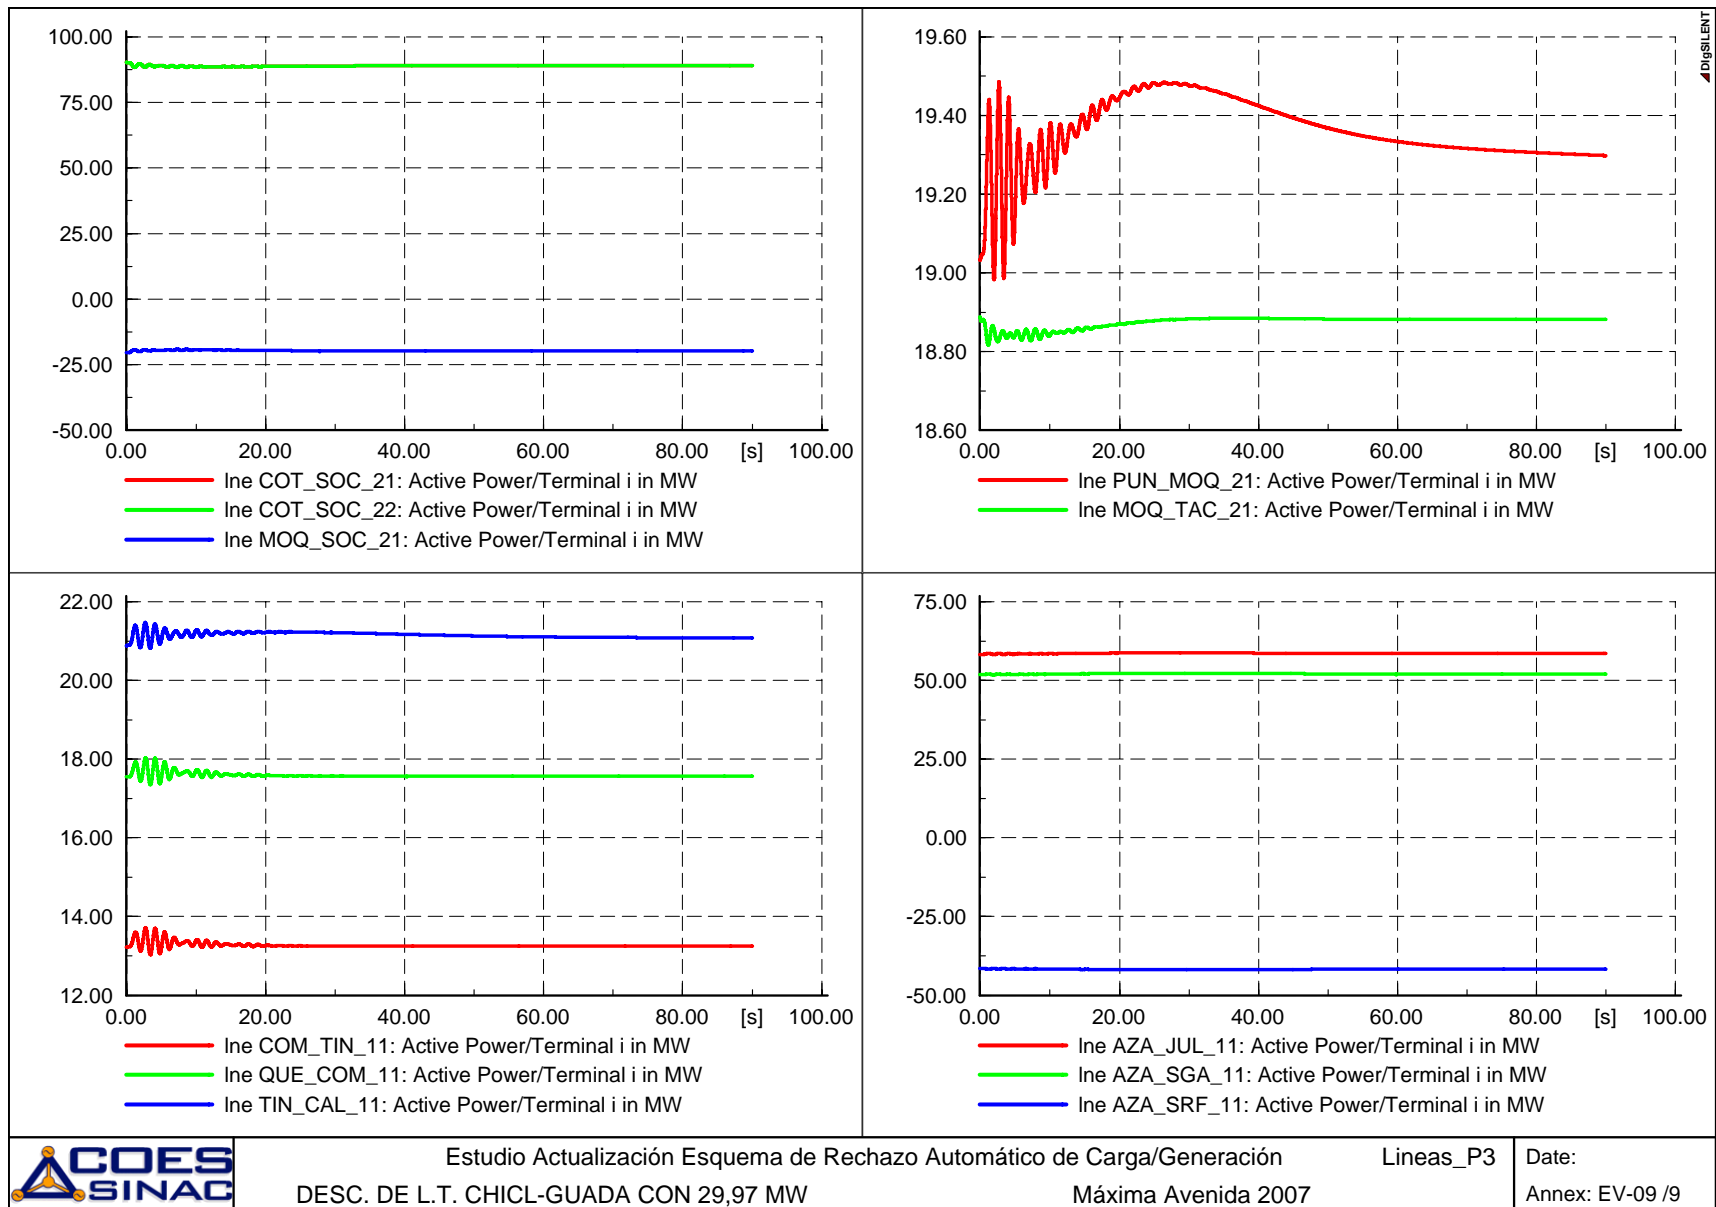 100.00
75.00
50.00
25.00
0.00
-25.00
-50.00
0.00 20.00 40.00 60.00 80.00 [s] 100.00
lne COT_SOC_21: Active Power/Terminal i in MW
lne COT_SOC_22: Active Power/Terminal i in MW
lne MOQ_SOC_21: Active Power/Terminal i in MW
19.60
19.40
19.20
19.00
18.80
18.60
0.00 20.00 40.00 60.00 80.00 [s] 100.00
lne PUN_MOQ_21: Active Power/Terminal i in MW
lne MOQ_TAC_21: Active Power/Terminal i in MW
DIgSILENT
22.00
20.00
18.00
16.00
14.00
12.00
0.00 20.00 40.00 60.00 80.00 [s] 100.00
lne COM_TIN_11: Active Power/Terminal i in MW
lne QUE_COM_11: Active Power/Terminal i in MW
lne TIN_CAL_11: Active Power/Terminal i in MW
75.00
50.00
25.00
0.00
-25.00
-50.00
0.00 20.00 40.00 60.00 80.00 [s] 100.00
lne AZA_JUL_11: Active Power/Terminal i in MW
lne AZA_SGA_11: Active Power/Terminal i in MW
lne AZA_SRF_11: Active Power/Terminal i in MW
COES
SINAC
Estudio Actualización Esquema de Rechazo Automático de Carga/Generación Lineas_P3
DESC. DE L.T. CHICL-GUADA CON 29,97 MW Máxima Avenida 2007
Date:
Annex: EV-09 /9